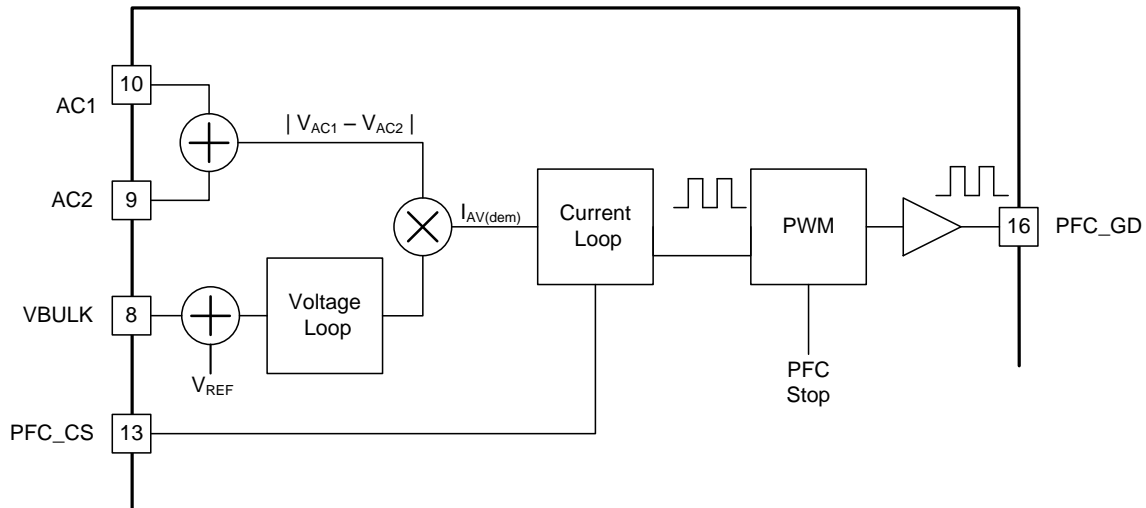 10
AC1
| V_AC1 – V_AC2 |
AC2
9
I_AV(dem)
Current
Loop
PWM
16
PFC_GD
VBULK
8
Voltage
Loop
V_REF
PFC
Stop
PFC_CS
13